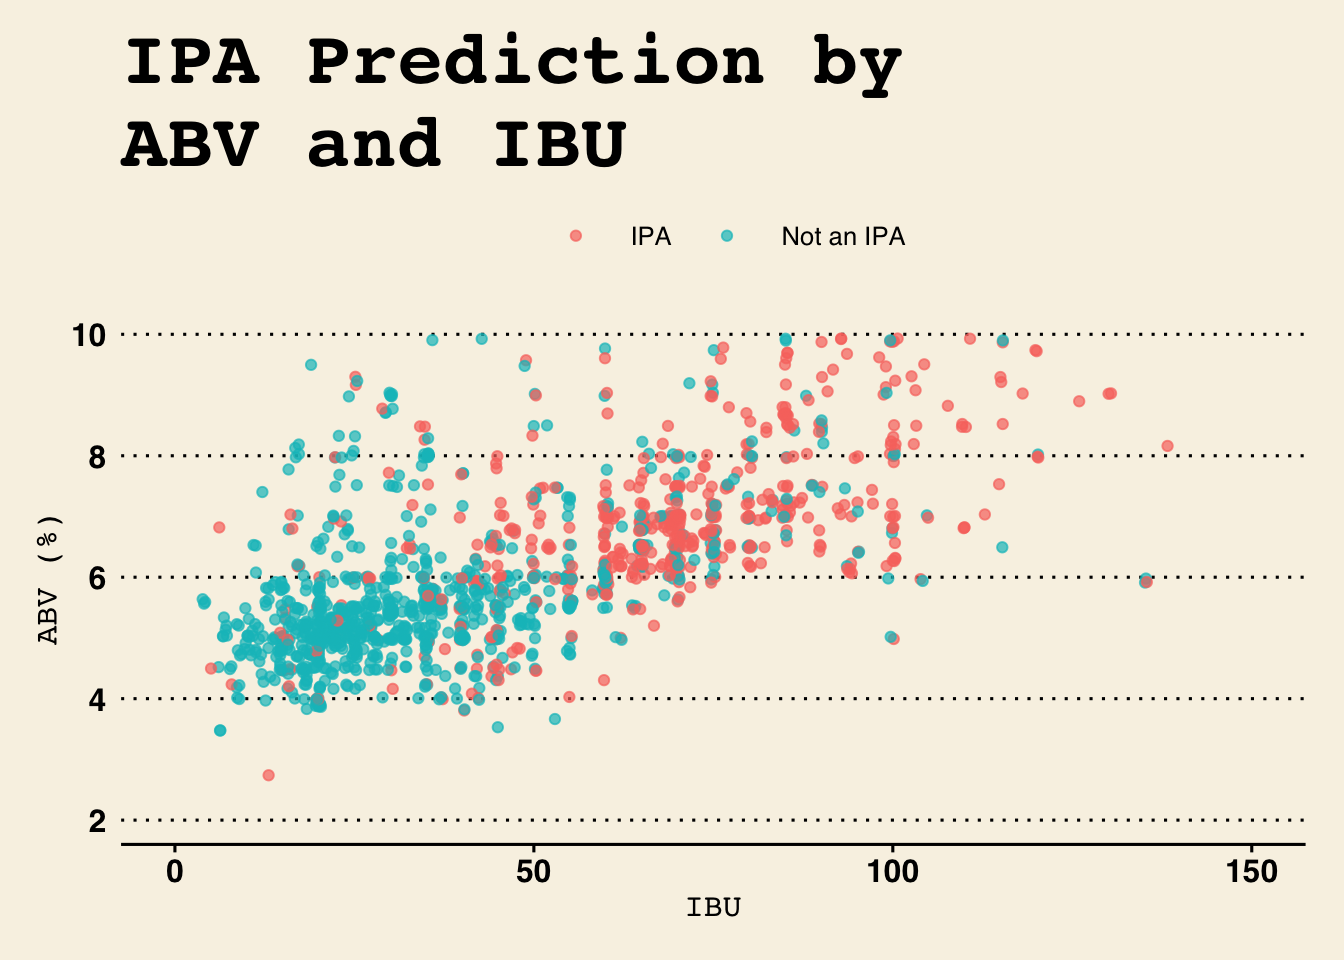 IPA Prediction by
ABV and IBU
IPA Not an IPA
10
8
6
4
2
ABV (%)
0 50 100 150
IBU